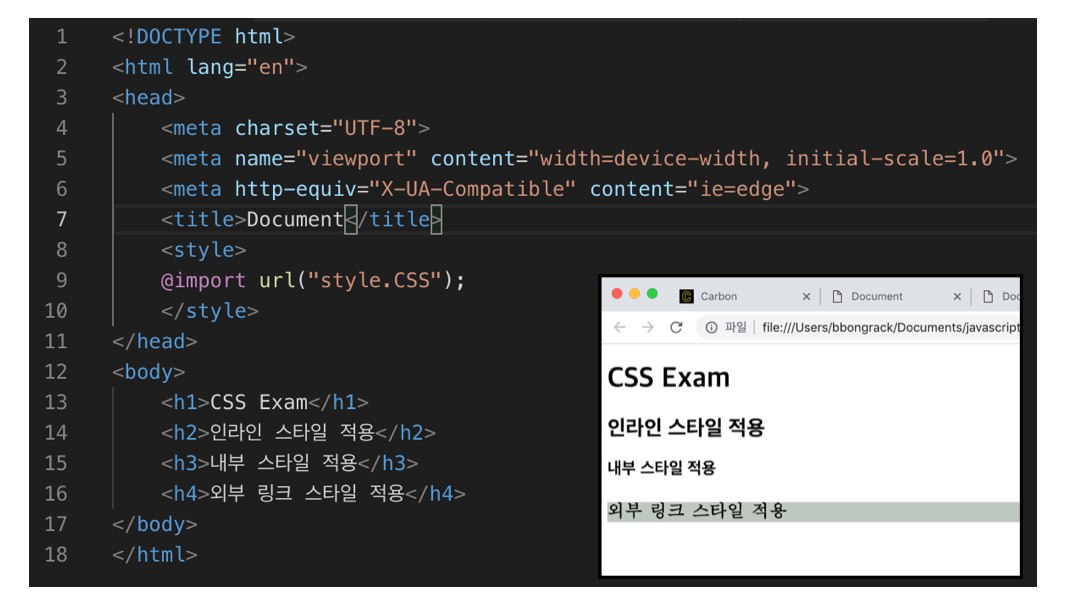 1 <!DOCTYPE html>
2 <html lang="en">
3 <head>
4 <meta charset="UTF-8">
5 <meta name="viewport" content="width=device-width, initial-scale=1.0">
6 <meta http-equiv="X-UA-Compatible" content="ie=edge">
7 <title>Document</title>
8 <style>
9 @import url("style.CSS");
10 </style>
11 </head>
12 <body>
13 <h1>CSS Exam</h1>
14 <h2>인라인 스타일 적용</h2>
15 <h3>내부 스타일 적용</h3>
16 <h4>외부 링크 스타일 적용</h4>
17 </body>
18 </html>
Carbon Document Doc
파일 file:///Users/bbongrack/Documents/javascript
CSS Exam
인라인 스타일 적용
내부 스타일 적용
외부 링크 스타일 적용